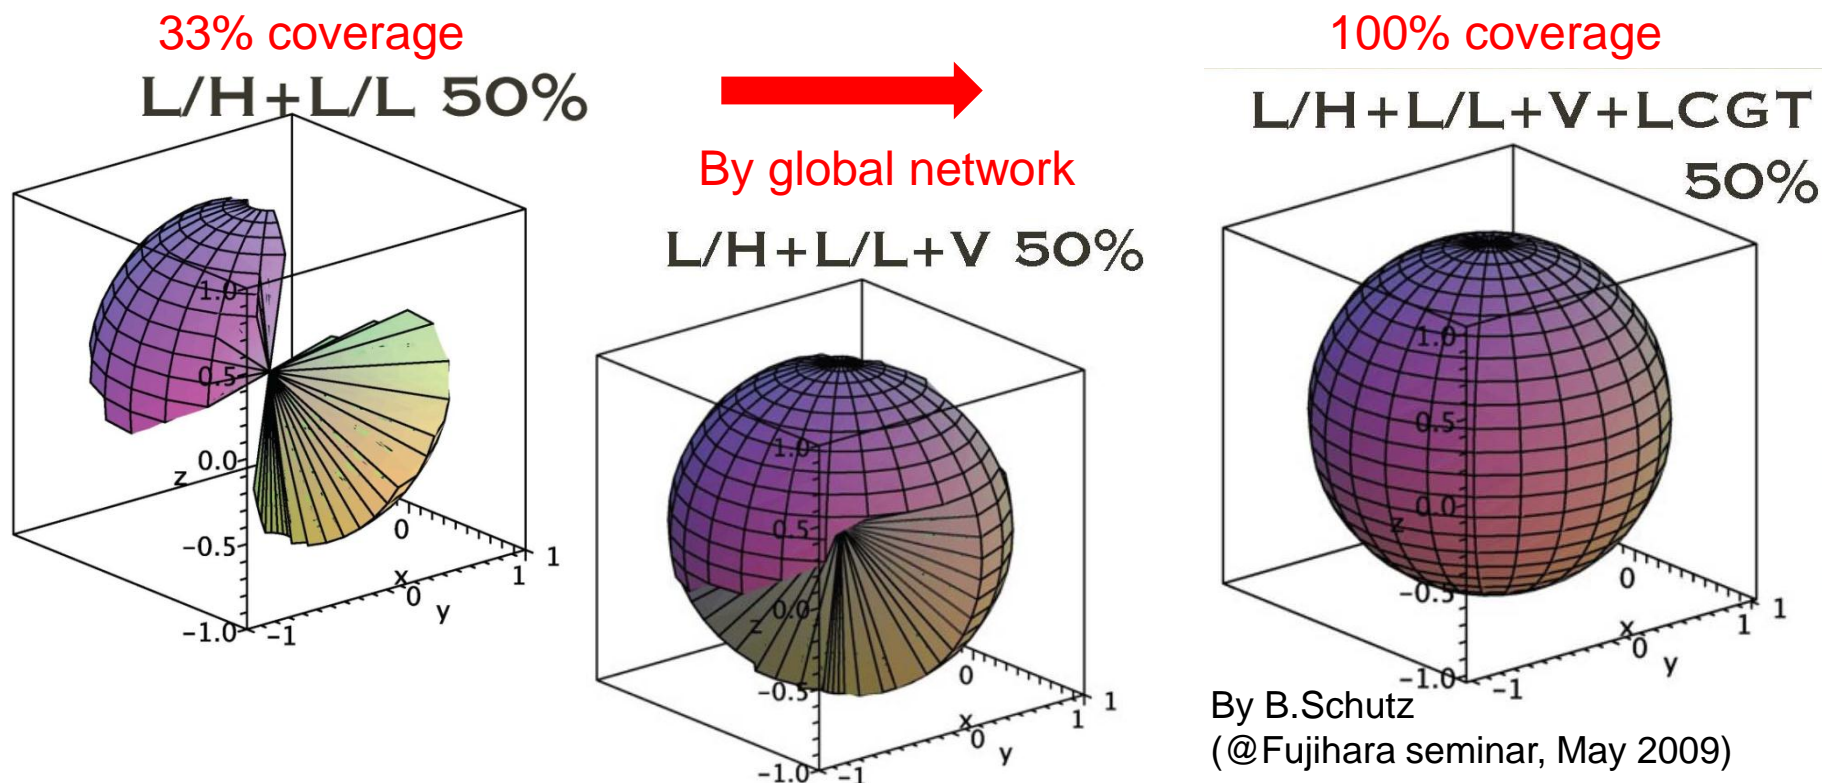 33% coverage
L/H+L/L 50%
1.0
0.5
0.0
z
-0.5
-1.0
-1
x
0
y
0
1
1
By global network
L/H+L/L+V 50%
1.0
0.5
0.0
z
-0.5
-1.0
-1
x
0
y
0
1
1
100% coverage
L/H+L/L+V+LCGT
50%
1.0
0.5
0.0
z
-0.5
-1.0
-1
x
0
y
0
1
1
By B.Schutz
(@Fujihara seminar, May 2009)